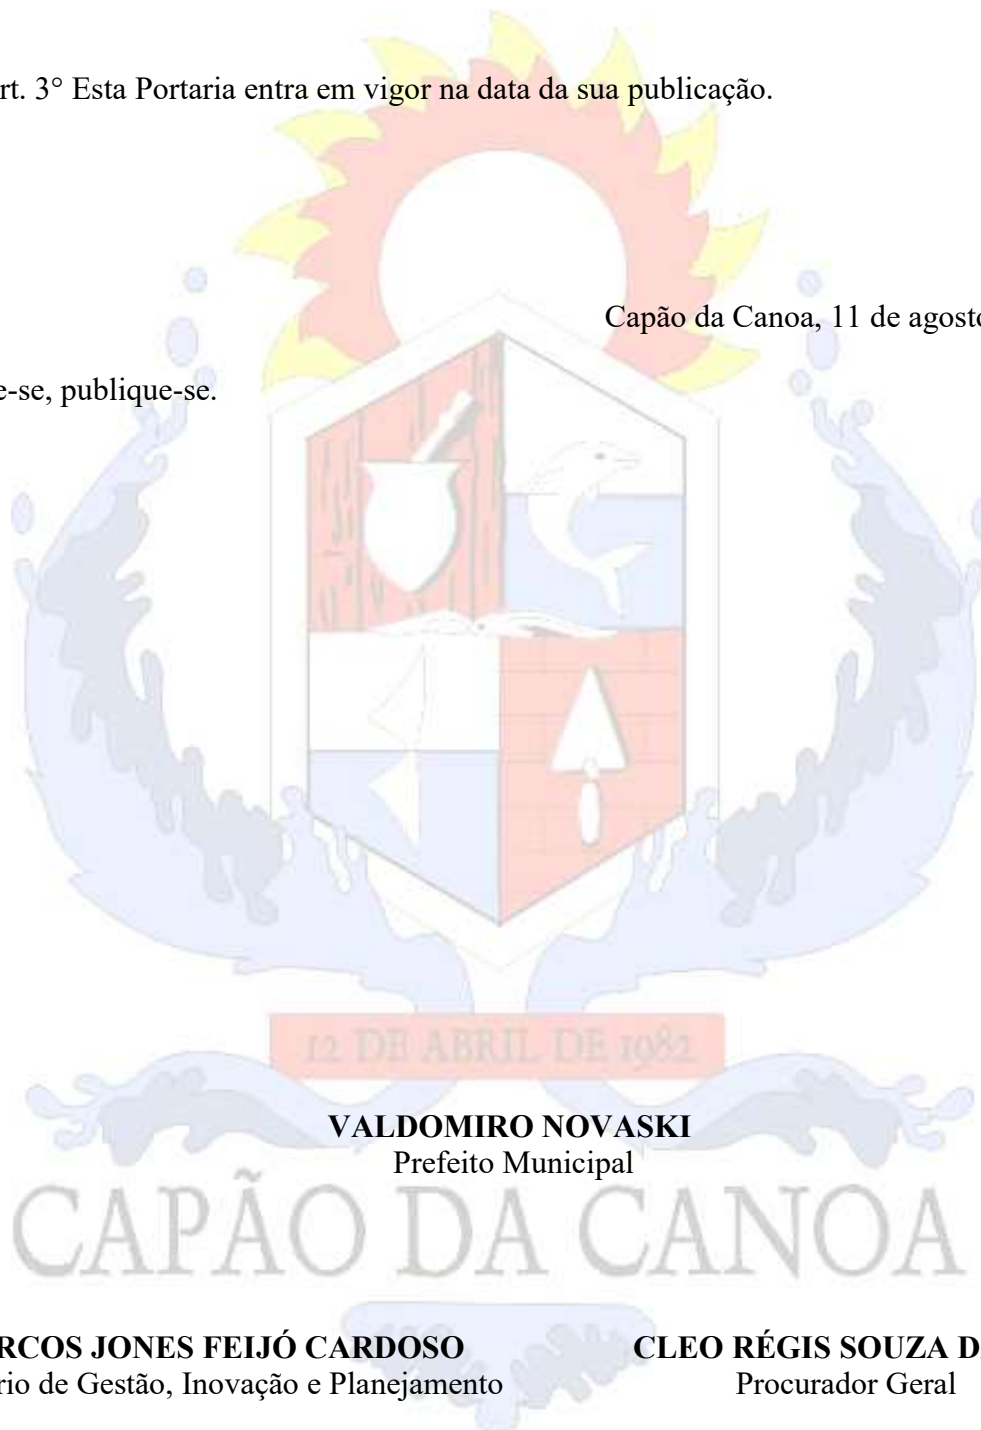 rt. 3° Esta Portaria entra em vigor na data da sua publicação.
Capão da Canoa, 11 de agosto
e-se, publique-se.
12 DE ABRIL DE 1982
VALDOMIRO NOVASKI
Prefeito Municipal
CAPÃO DA CANOA
RCOS JONES FEIJÓ CARDOSO
CLEO RÉGIS SOUZA D
rio de Gestão, Inovação e Planejamento
Procurador Geral